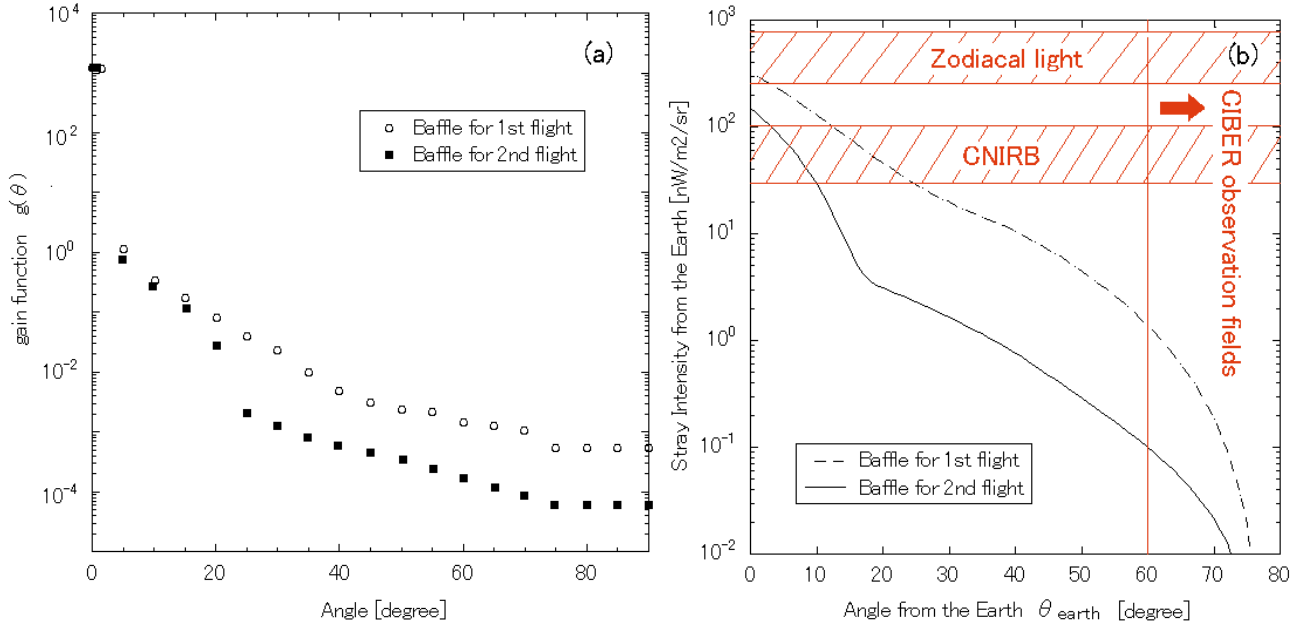 (a)
10^4
10^2
10^0
10^-2
10^-4
gain function g(θ)
Baffle for 1st flight
Baffle for 2nd flight
0 20 40 60 80
Angle [degree]
(b)
10^3
10^2
10^1
10^0
10^-1
10^-2
Stray Intensity from the Earth [nW/m2/sr]
Zodiacal light
CNIRB
CIBER observation fields
Baffle for 1st flight
Baffle for 2nd flight
0 10 20 30 40 50 60 70 80
Angle from the Earth θ earth [degree]